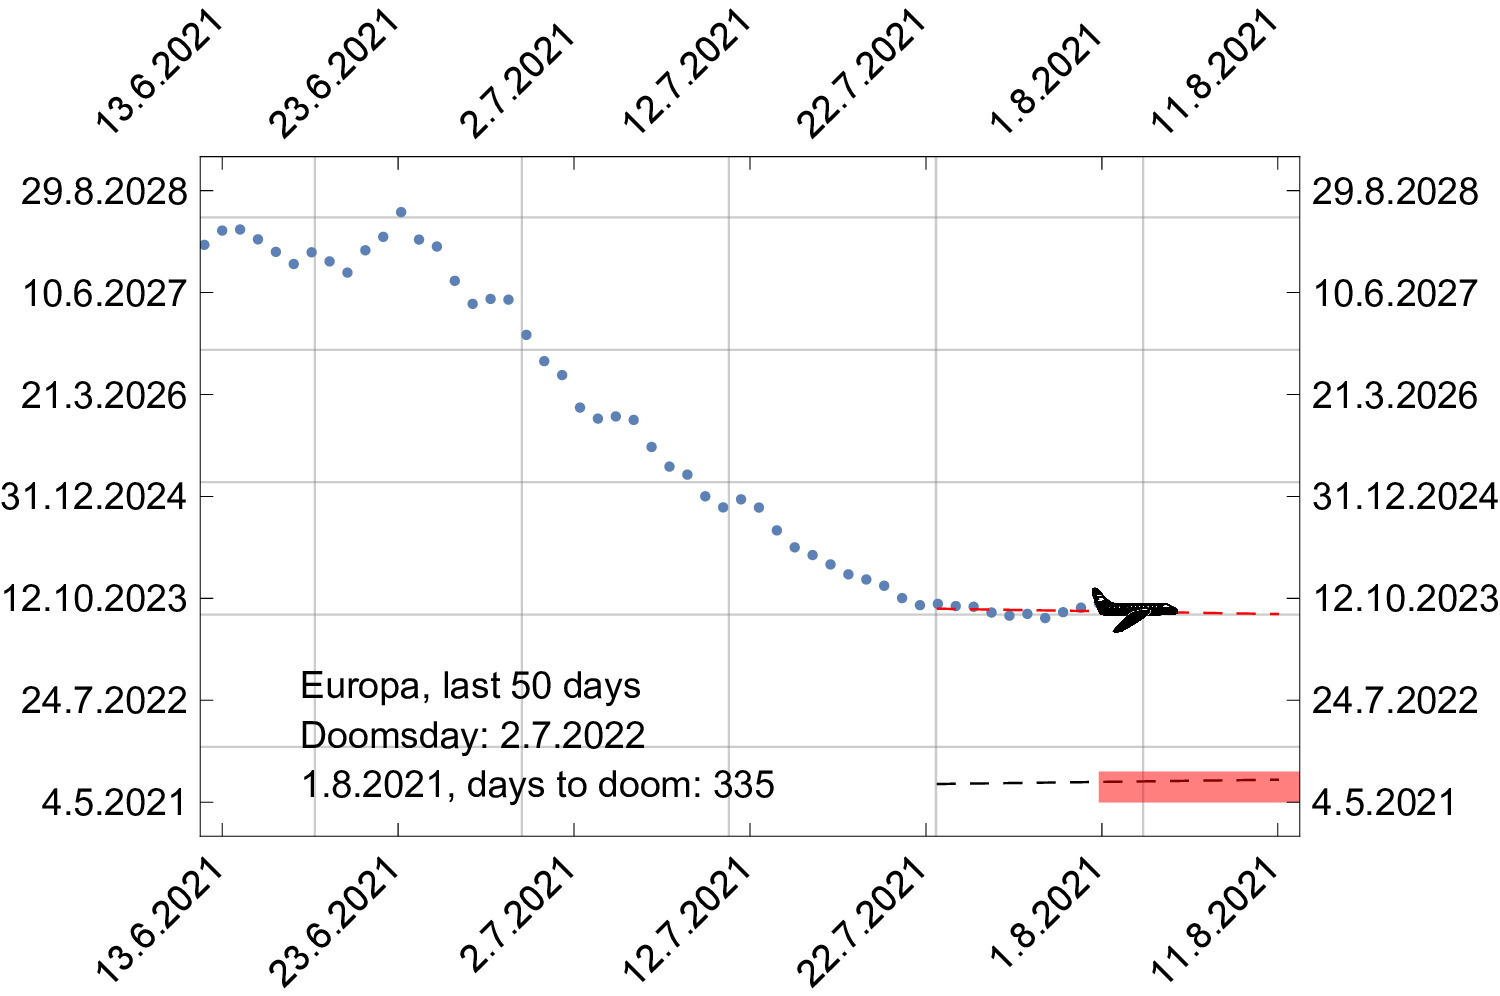 13.6.2021 23.6.2021 2.7.2021 12.7.2021 22.7.2021 1.8.2021 11.8.2021
29.8.2028 29.8.2028
10.6.2027 10.6.2027
21.3.2026 21.3.2026
31.12.2024 31.12.2024
12.10.2023 12.10.2023
24.7.2022 24.7.2022
4.5.2021 4.5.2021
Europa, last 50 days
Doomsday: 2.7.2022
1.8.2021, days to doom: 335
13.6.2021 23.6.2021 2.7.2021 12.7.2021 22.7.2021 1.8.2021 11.8.2021